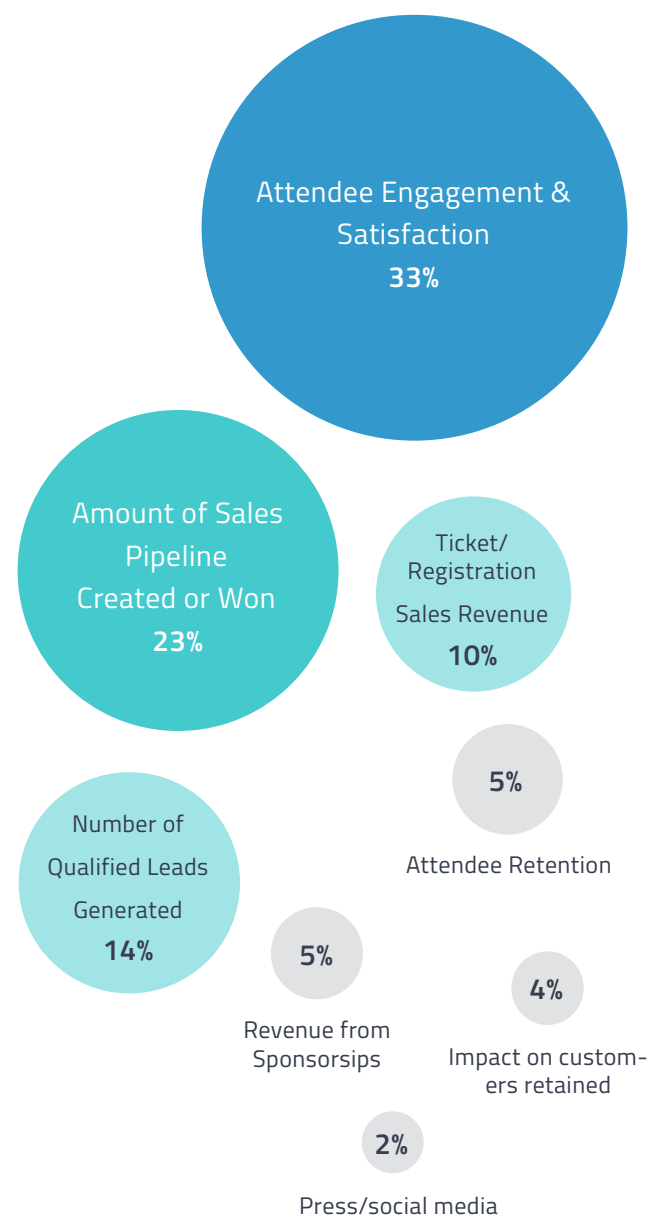 Attendee Engagement &
Satisfaction
33%
Amount of Sales
Pipeline
Created or Won
23%
Ticket/
Registration
Sales Revenue
10%
5%
Attendee Retention
Number of
Qualified Leads
Generated
14%
5%
Revenue from
Sponsorsips
4%
Impact on custom-
ers retained
2%
Press/social media